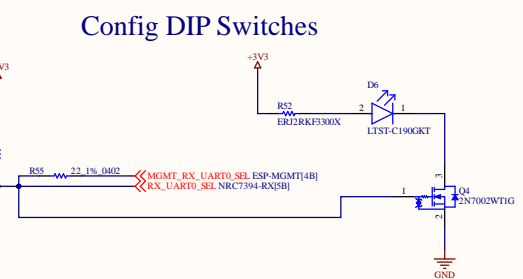 Config DIP Switches
+3V3
D6
R52
2
1
ERJ2RKF3300X
LTST-C190GKT
R55
22_1%_0402
MGMT_RX_UART0_SEL ESP-MGMT[4B]
RX_UART0_SEL NRC7394-RX[5B]
3
1
Q4
2N7002WT1G
2
GND